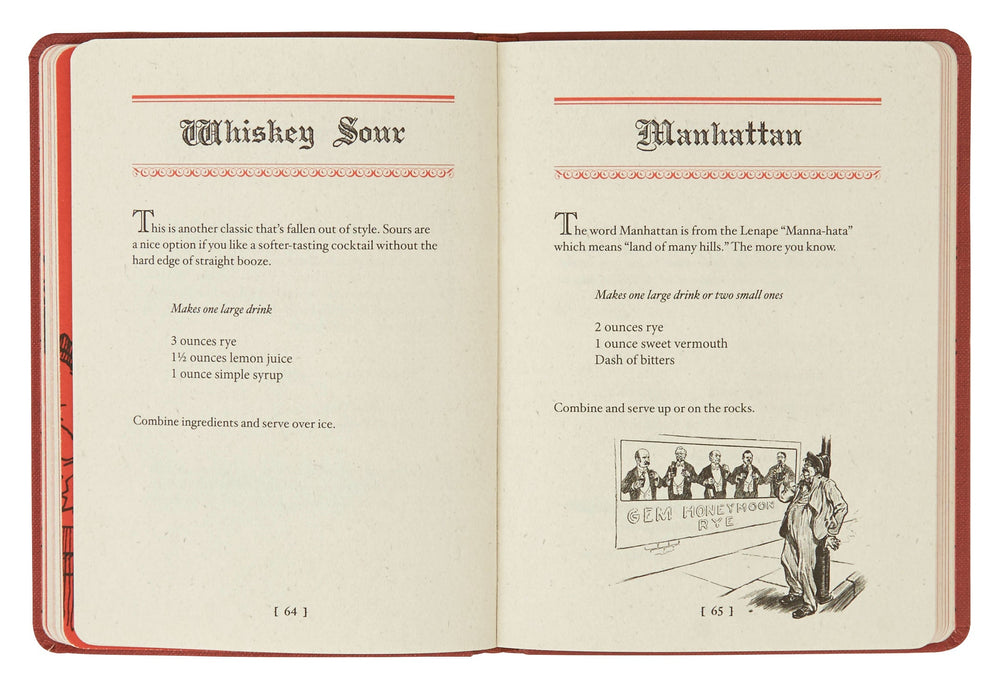 Whiskey Sour
This is another classic that's fallen out of style. Sours are
a nice option if you like a softer-tasting cocktail without the
hard edge of straight booze.
Makes one large drink
3 ounces rye
1½ ounces lemon juice
1 ounce simple syrup
Combine ingredients and serve over ice.
[ 64 ]
Manhattan
The word Manhattan is from the Lenape “Manna-hata”
which means “land of many hills.” The more you know.
Makes one large drink or two small ones
2 ounces rye
1 ounce sweet vermouth
Dash of bitters
Combine and serve up or on the rocks.
GEM HONEYMOON
RYE
[ 65 ]